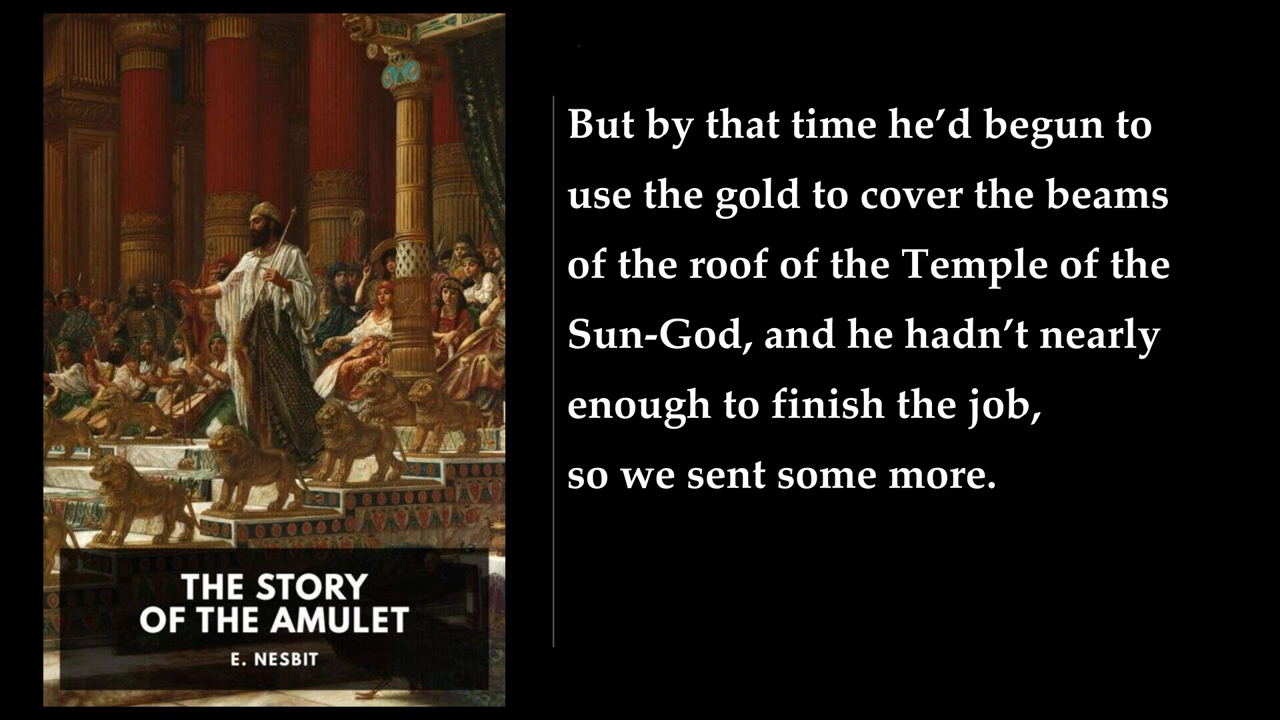 But by that time he’d begun to
use the gold to cover the beams
of the roof of the Temple of the
Sun-God, and he hadn’t nearly
enough to finish the job,
so we sent some more.
THE STORY
OF THE AMULET
E. NESBIT